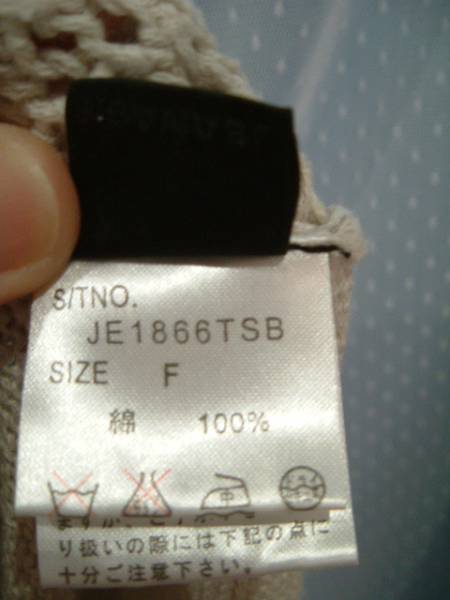 S/TNO.
JE1866TSB
SIZE F
綿 100%
中
り扱いの際には下記の点に
十分ご注意下さい。